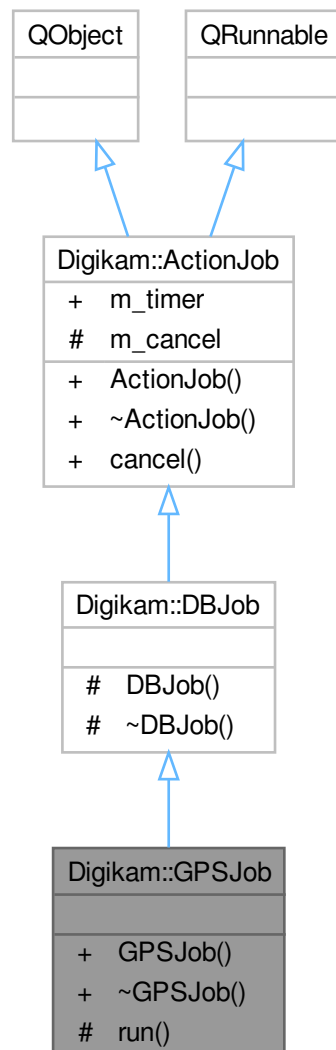 QObject
QRunnable
Digikam::ActionJob
+ m_timer
# m_cancel
+ ActionJob()
+ ~ActionJob()
+ cancel()
Digikam::DBJob
# DBJob()
# ~DBJob()
Digikam::GPSJob
+ GPSJob()
+ ~GPSJob()
# run()